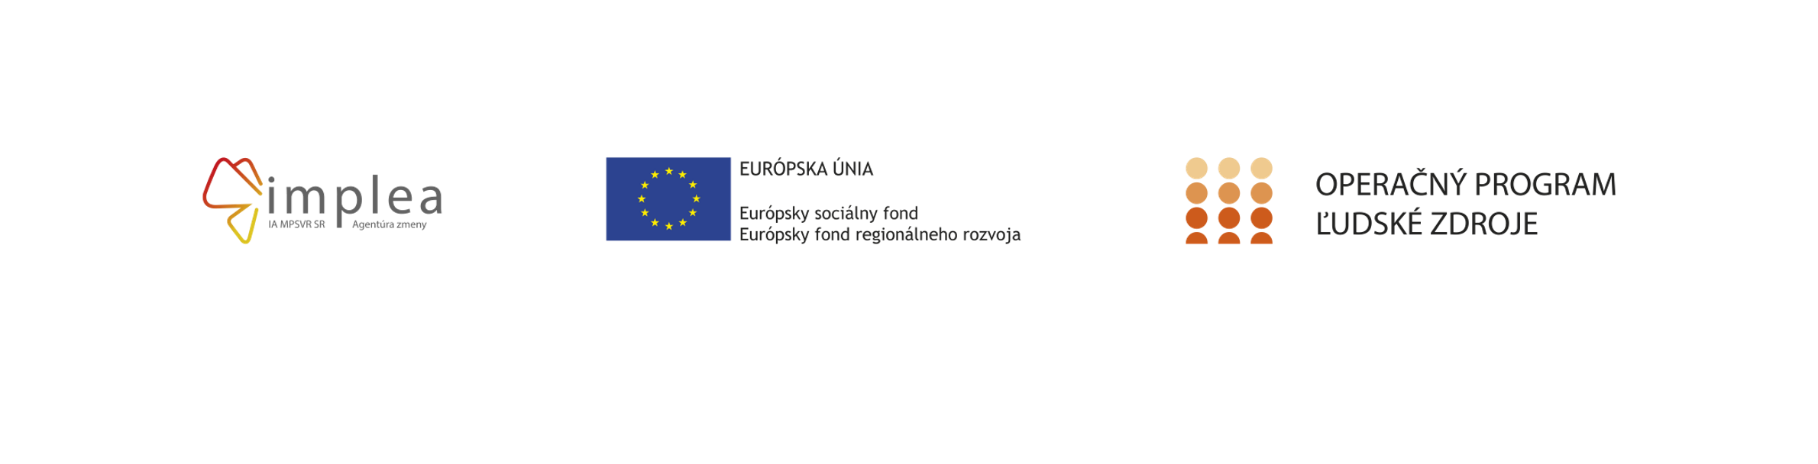 implea
IA MPSVR SR Agentúra zmeny
EURÓPSKA ÚNIA
Európsky sociálny fond
Európsky fond regionálneho rozvoja
OPERAČNÝ PROGRAM
ĽUDSKÉ ZDROJE